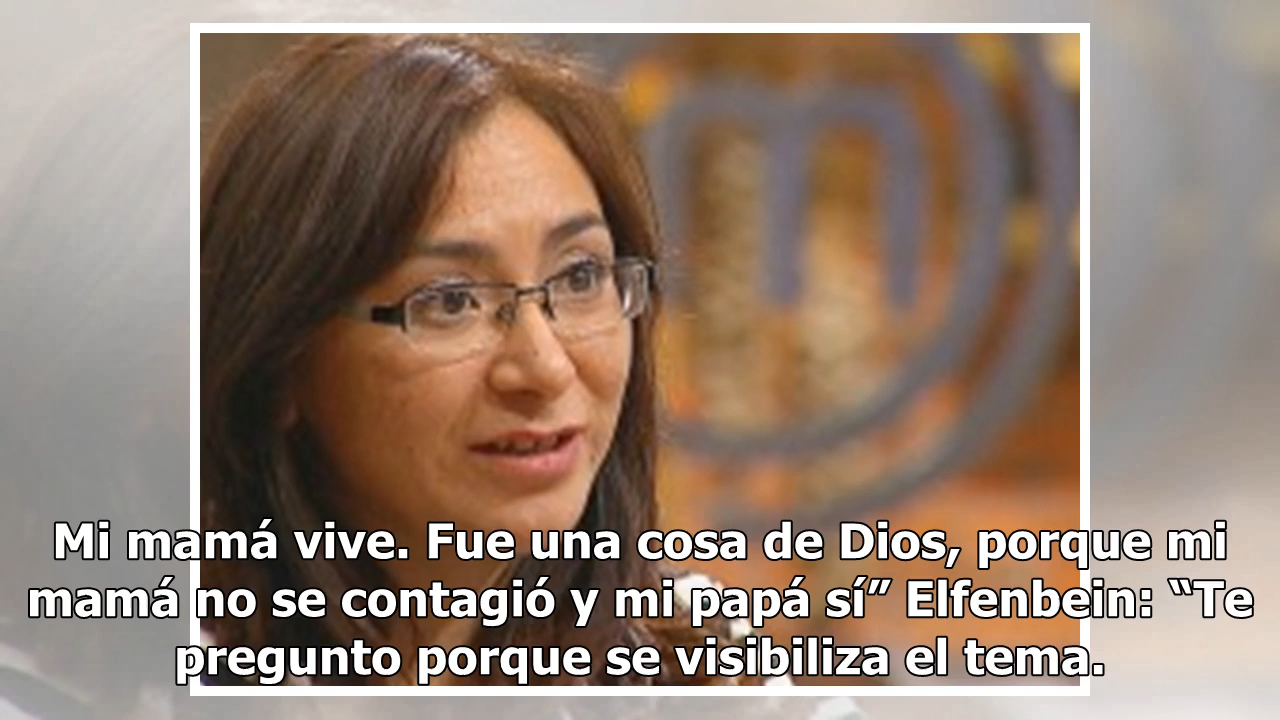 Mi mamá vive. Fue una cosa de Dios, porque mi
mamá no se contagió y mi papá sí” Elfenbein: “Te
pregunto porque se visibiliza el tema.